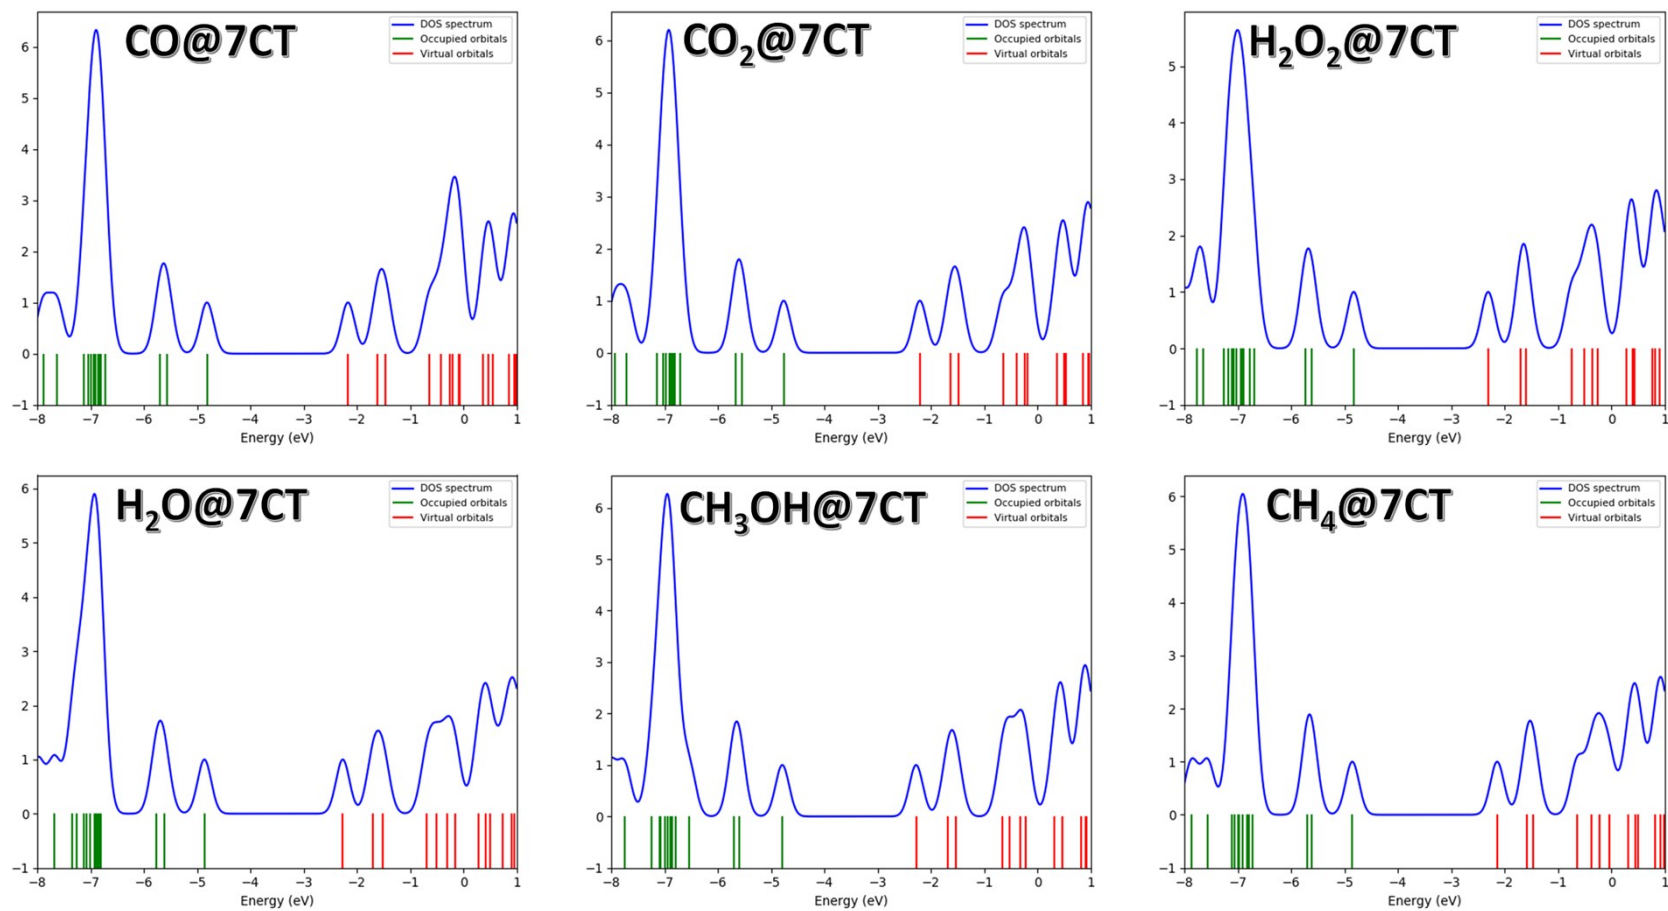 CO@7CT
DOS spectrum
Occupied orbitals
Virtual orbitals
6
5
4
3
2
1
0
−1
−8 −7 −6 −5 −4 −3 −2 −1 0 1
Energy (eV)
CO2@7CT
DOS spectrum
Occupied orbitals
Virtual orbitals
6
5
4
3
2
1
0
−1
−8 −7 −6 −5 −4 −3 −2 −1 0 1
Energy (eV)
H2O2@7CT
DOS spectrum
Occupied orbitals
Virtual orbitals
5
4
3
2
1
0
−1
−8 −7 −6 −5 −4 −3 −2 −1 0 1
Energy (eV)
H2O@7CT
DOS spectrum
Occupied orbitals
Virtual orbitals
6
5
4
3
2
1
0
−1
−8 −7 −6 −5 −4 −3 −2 −1 0 1
Energy (eV)
CH3OH@7CT
DOS spectrum
Occupied orbitals
Virtual orbitals
6
5
4
3
2
1
0
−1
−8 −7 −6 −5 −4 −3 −2 −1 0 1
Energy (eV)
CH4@7CT
DOS spectrum
Occupied orbitals
Virtual orbitals
6
5
4
3
2
1
0
−1
−8 −7 −6 −5 −4 −3 −2 −1 0 1
Energy (eV)